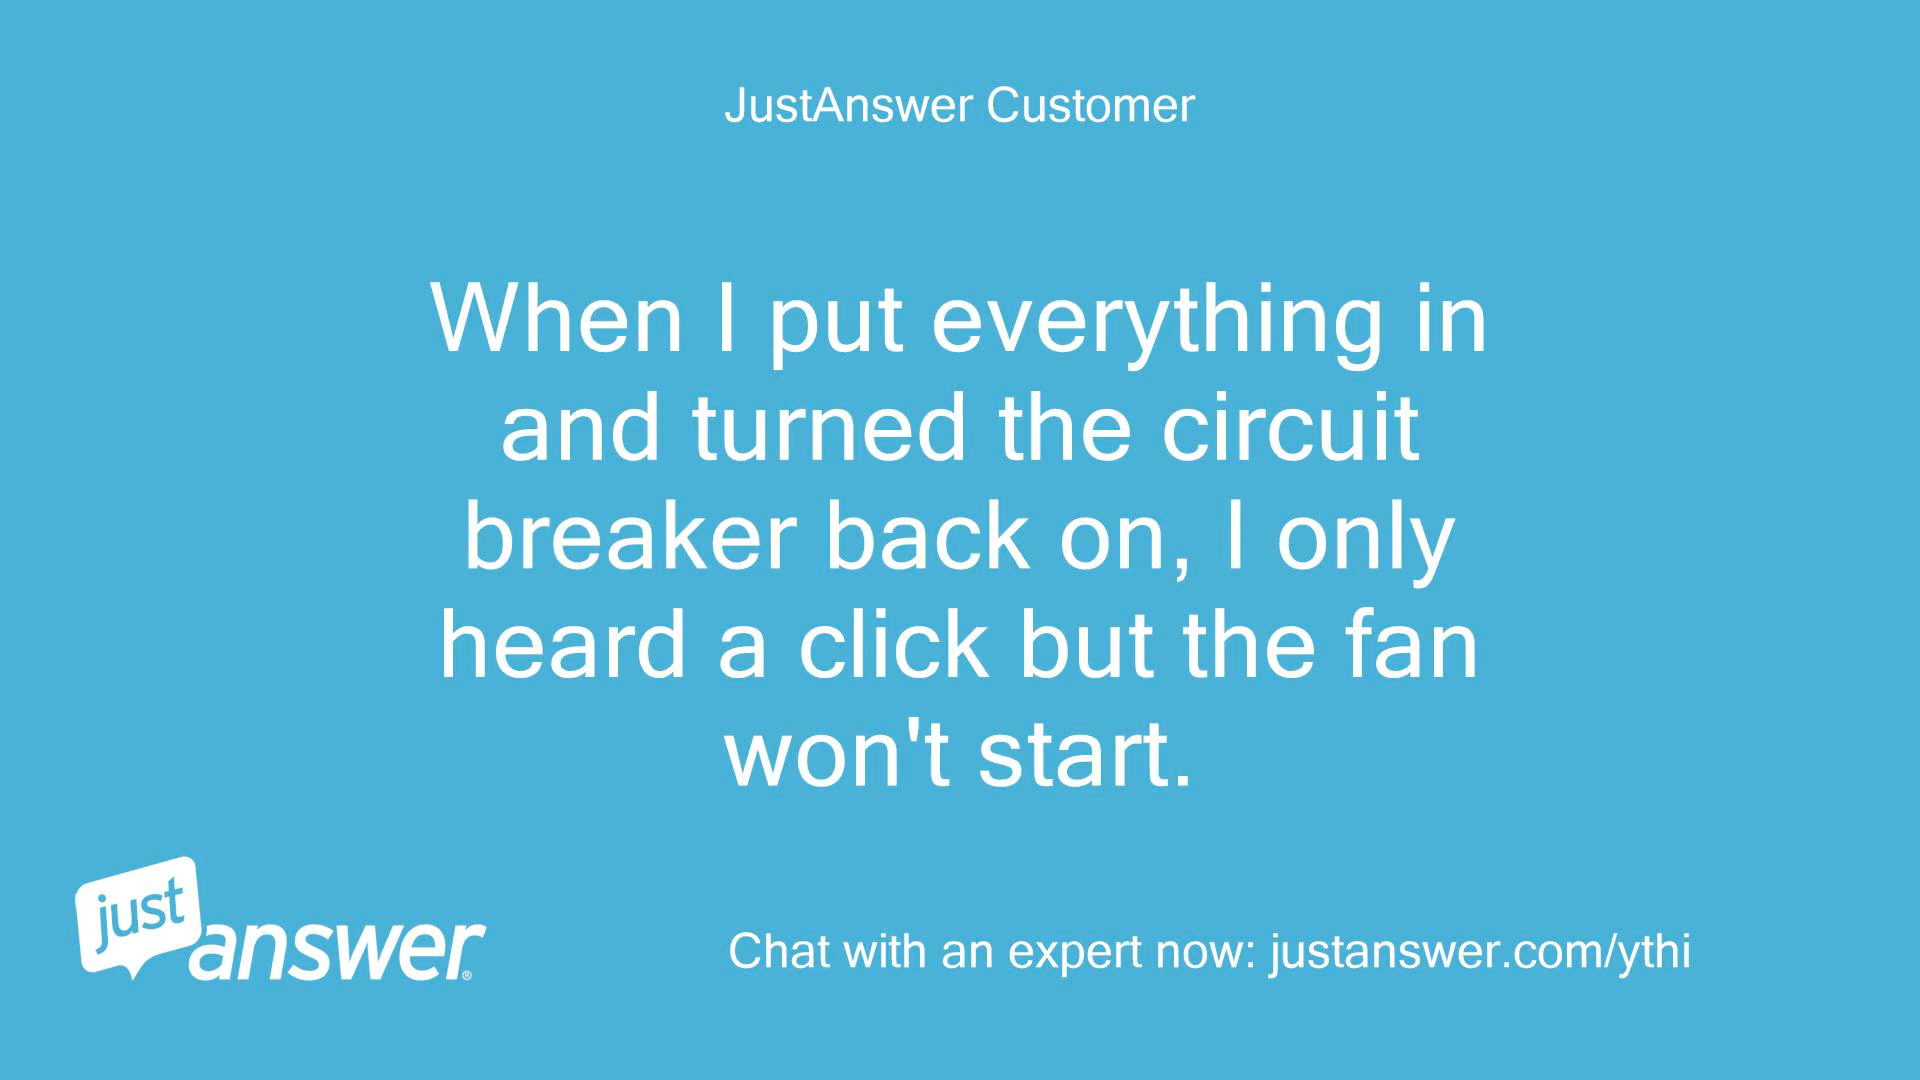 JustAnswer Customer
When I put everything in
and turned the circuit
breaker back on, I only
heard a click but the fan
won't start.
just
answer®
Chat with an expert now: justanswer.com/ythi